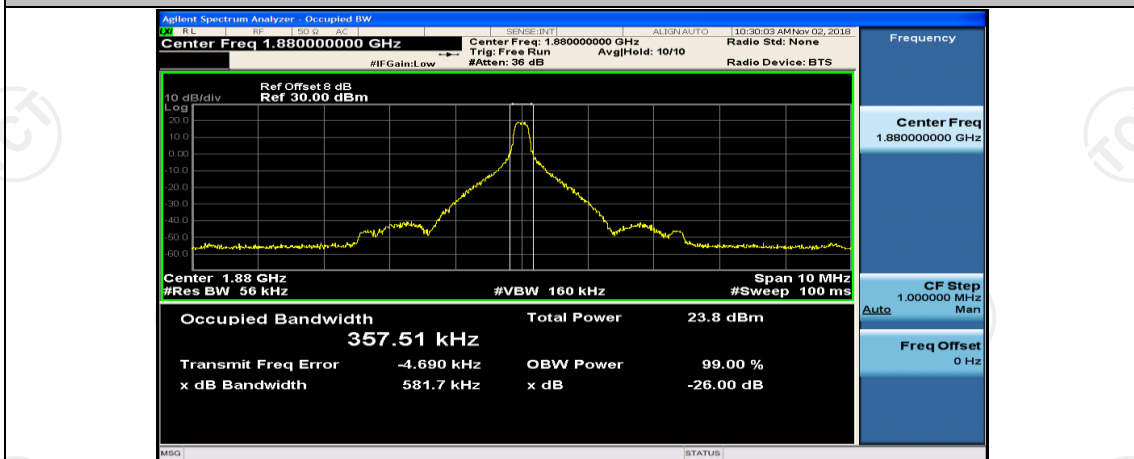 Agilent Spectrum Analyzer - Occupied BW
LXI RL RF 50 Ω AC SENSE:INT ALIGN AUTO 10:30:03 AM Nov 02, 2018
Center Freq 1.880000000 GHz
Center Freq: 1.880000000 GHz
Radio Std: None
Trig: Free Run Avg|Hold: 10/10
#IFGain:Low #Atten: 36 dB Radio Device: BTS
Ref Offset 8 dB
10 dB/div Ref 30.00 dBm
Log
20.0
10.0
0.00
-10.0
-20.0
-30.0
-40.0
-50.0
-60.0
Center 1.88 GHz Span 10 MHz
#Res BW 56 kHz #VBW 160 kHz #Sweep 100 ms
Occupied Bandwidth Total Power 23.8 dBm
357.51 kHz
Transmit Freq Error -4.690 kHz OBW Power 99.00 %
x dB Bandwidth 581.7 kHz x dB -26.00 dB
MSG STATUS
Frequency
Center Freq
1.880000000 GHz
CF Step
1.000000 MHz
Auto Man
Freq Offset
0 Hz